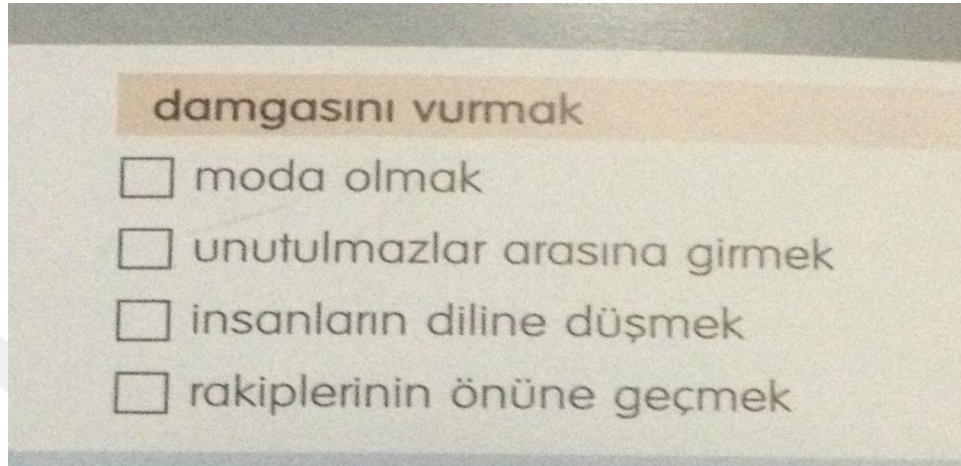 damgasını vurmak
moda olmak
unutulmazlar arasına girmek
insanların diline düşmek
rakiplerinin önüne geçmek